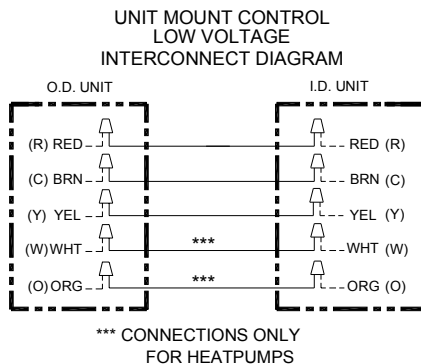 UNIT MOUNT CONTROL
LOW VOLTAGE
INTERCONNECT DIAGRAM
O.D. UNIT I.D. UNIT
(R) RED RED (R)
(C) BRN BRN (C)
(Y) YEL YEL (Y)
(W) WHT *** WHT (W)
(O) ORG *** ORG (O)
*** CONNECTIONS ONLY
FOR HEATPUMPS